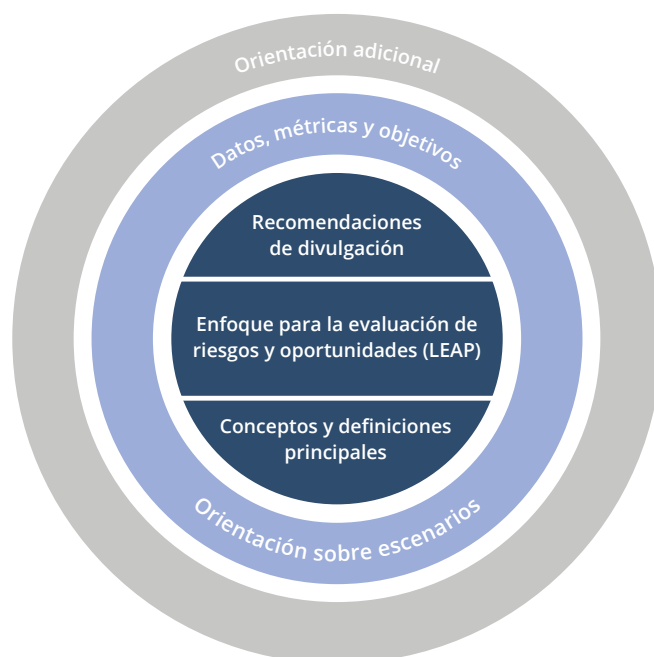 Orientación adicional
Datos, métricas y objetivos
Recomendaciones
de divulgación
Enfoque para la evaluación de
riesgos y oportunidades (LEAP)
Conceptos y definiciones
principales
Orientación sobre escenarios